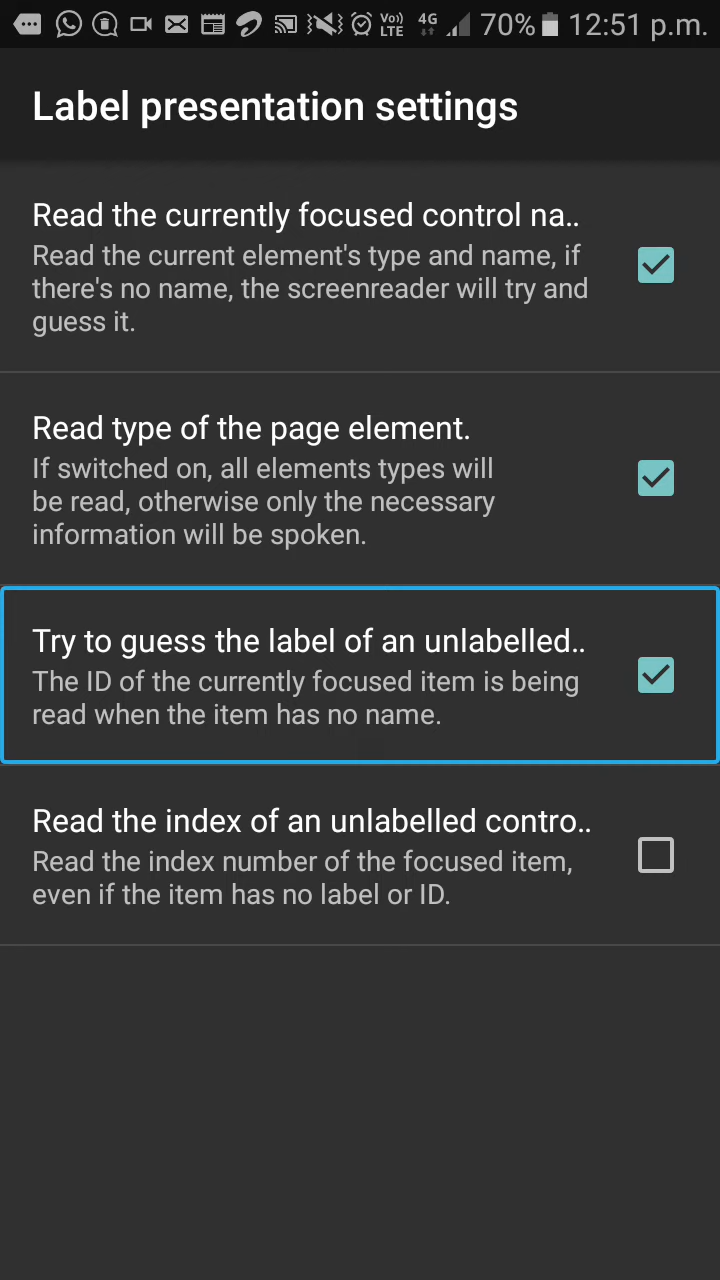 Vo)) LTE 4G 70% 12:51 p.m.
Label presentation settings
Read the currently focused control na..
Read the current element's type and name, if
there's no name, the screenreader will try and
guess it.
Read type of the page element.
If switched on, all elements types will
be read, otherwise only the necessary
information will be spoken.
Try to guess the label of an unlabelled..
The ID of the currently focused item is being
read when the item has no name.
Read the index of an unlabelled contro..
Read the index number of the focused item,
even if the item has no label or ID.